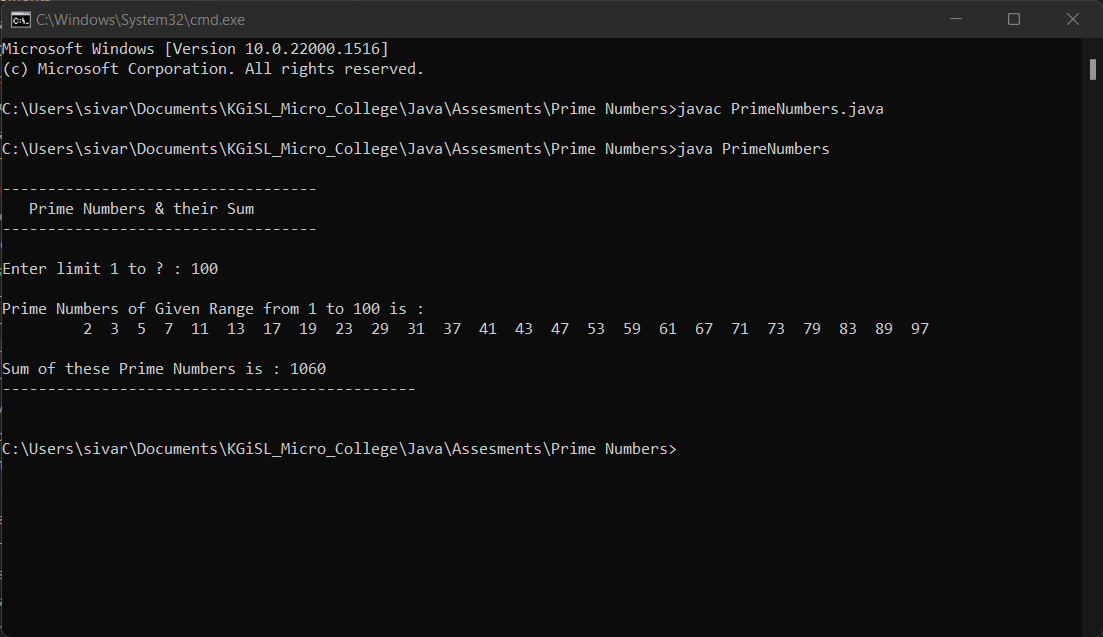 C:\Windows\System32\cmd.exe
Microsoft Windows [Version 10.0.22000.1516]
(c) Microsoft Corporation. All rights reserved.
C:\Users\sivar\Documents\KGiSL_Micro_College\Java\Assesments\Prime Numbers>javac PrimeNumbers.java
C:\Users\sivar\Documents\KGiSL_Micro_College\Java\Assesments\Prime Numbers>java PrimeNumbers
-----------------------------------
Prime Numbers & their Sum
-----------------------------------
Enter limit 1 to ? : 100
Prime Numbers of Given Range from 1 to 100 is :
2 3 5 7 11 13 17 19 23 29 31 37 41 43 47 53 59 61 67 71 73 79 83 89 97
Sum of these Prime Numbers is : 1060
----------------------------------------------
C:\Users\sivar\Documents\KGiSL_Micro_College\Java\Assesments\Prime Numbers>